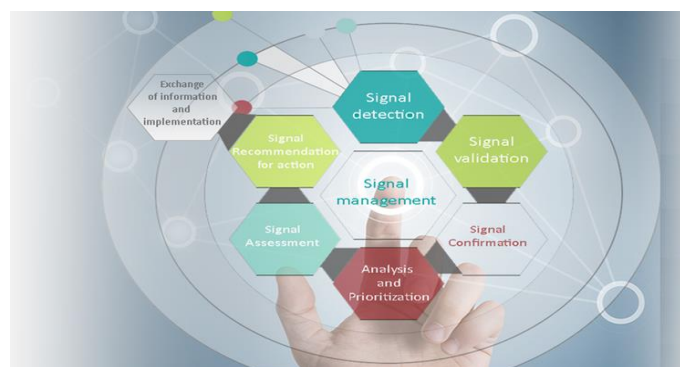 Exchange
of information
and
implementation
Signal
detection
Signal
Recommendation
for action
Signal
validation
Signal
management
Signal
Assessment
Signal
Confirmation
Analysis
and
Prioritization